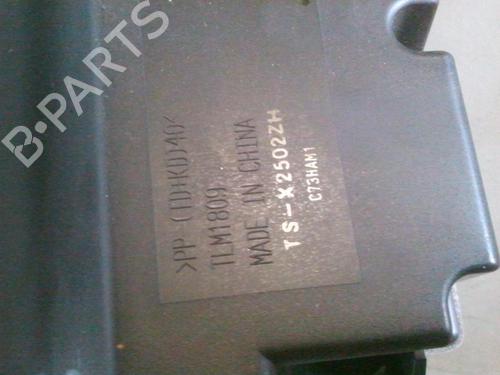 B-PARTS
>PP-(TD+KD)40<
TLM1809
MADE IN CHINA
TS-X2502ZH
C73HAM1